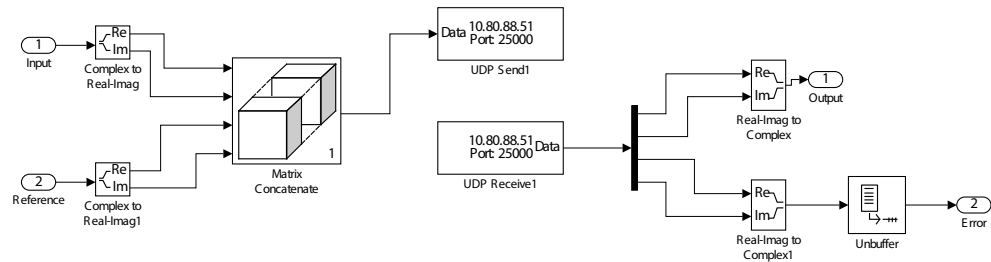 1
Input
Re
Im
Complex to
Real-Imag
2
Reference
Re
Im
Complex to
Real-Imag1
1
Matrix
Concatenate
Data
10.80.88.51
Port: 25000
UDP Send1
10.80.88.51
Port: 25000
Data
UDP Receive1
Re
Im
Real-Imag to
Complex
1
Output
Re
Im
Real-Imag to
Complex1
Unbuffer
2
Error